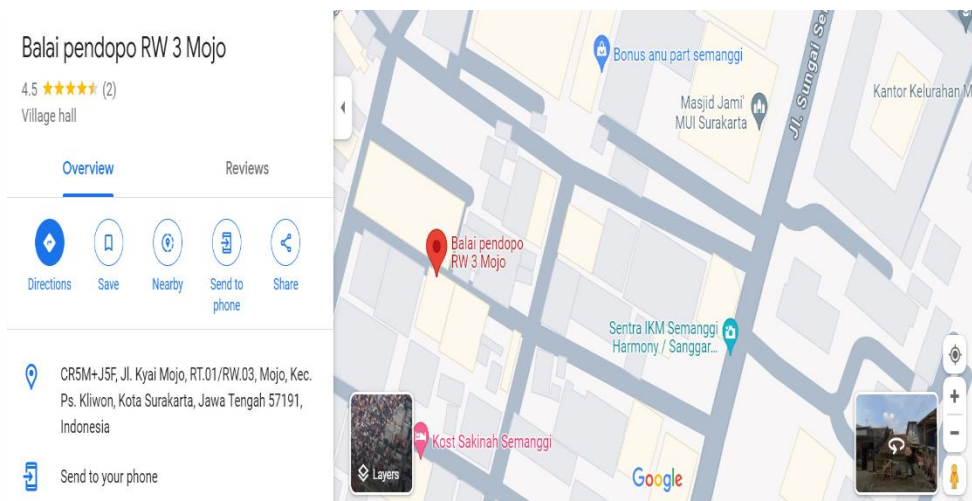 Balai pendopo RW 3 Mojo
4.5 ★★★★★ (2)
Village hall
Overview
Reviews
Directions
Save
Nearby
Send to
phone
Share
CR5M+J5F, Jl. Kyai Mojo, RT.01/RW.03, Mojo, Kec.
Ps. Kliwon, Kota Surakarta, Jawa Tengah 57191,
Indonesia
Send to your phone
Bonus anu part semanggi
Masjid Jami'
MUI Surakarta
Jl. Sungai Se
Kantor Kelurahan M
Balai pendopo
RW 3 Mojo
Sentra IKM Semanggi
Harmony / Sanggar...
Kost Sakinah Semanggi
Layers
Google